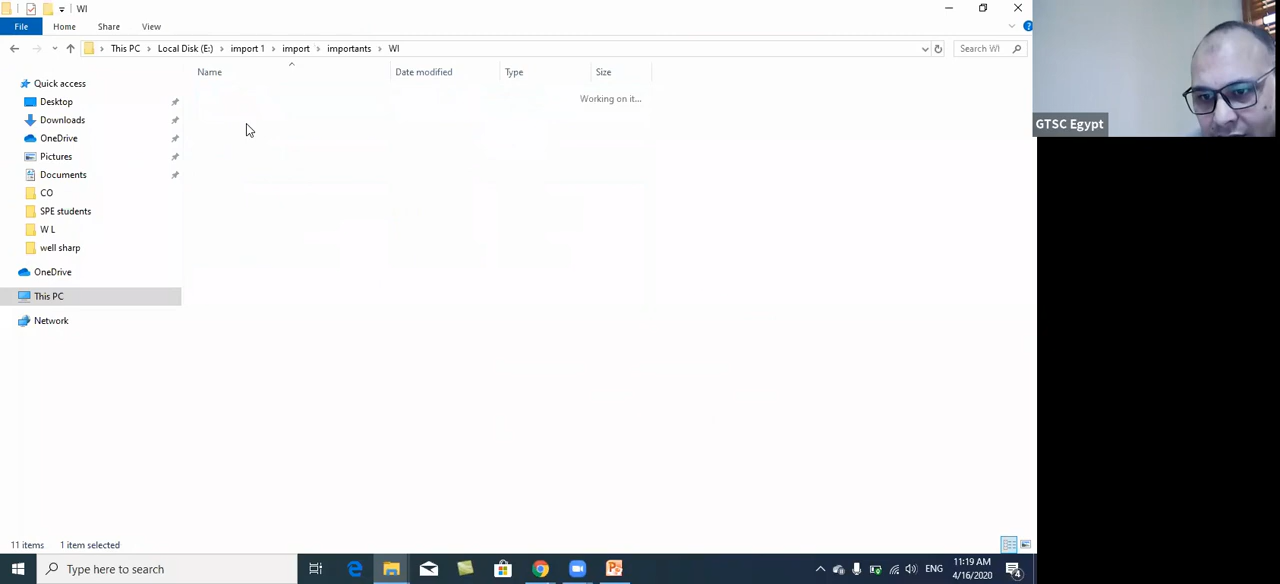 WI
File Home Share View
This PC Local Disk (E:) import 1 import importants WI
Search WI
Name Date modified Type Size
Working on it...
Quick access
Desktop
Downloads
OneDrive
Pictures
Documents
CO
SPE students
W L
well sharp
OneDrive
This PC
Network
GTSC Egypt
11 items 1 item selected
Type here to search
ENG
11:19 AM
4/16/2020
4